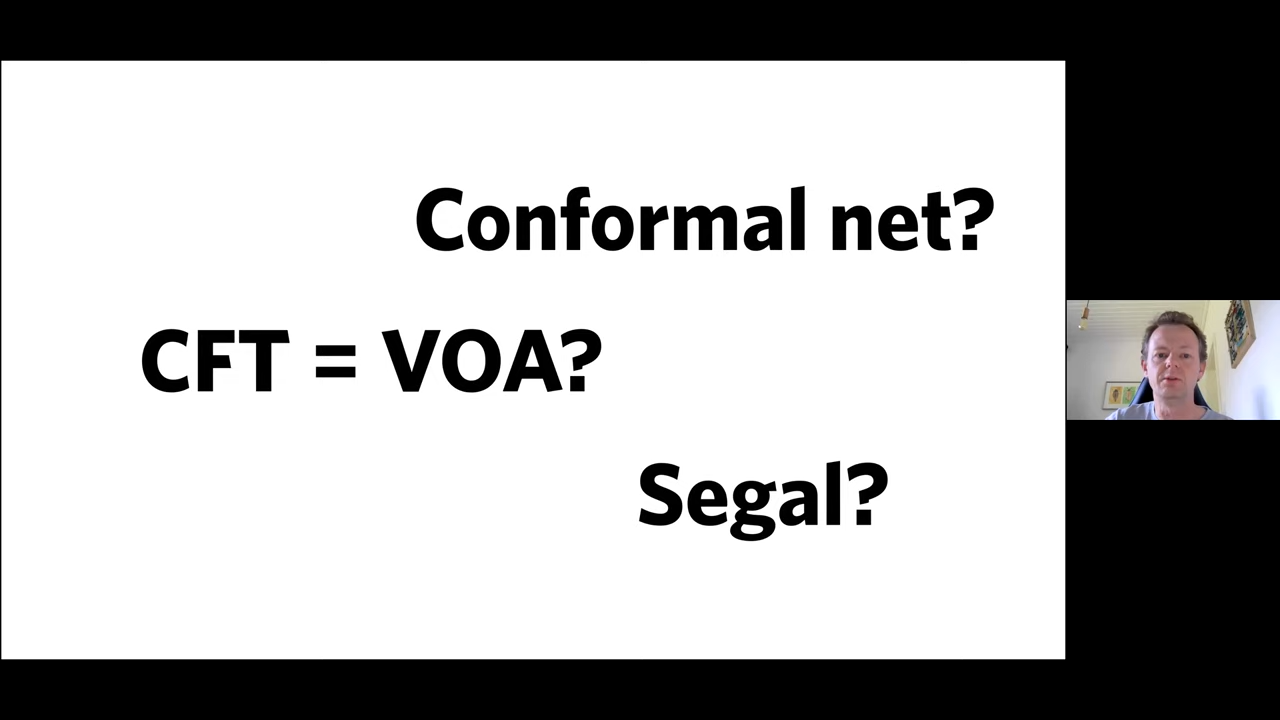 Conformal net?
CFT = VOA?
Segal?